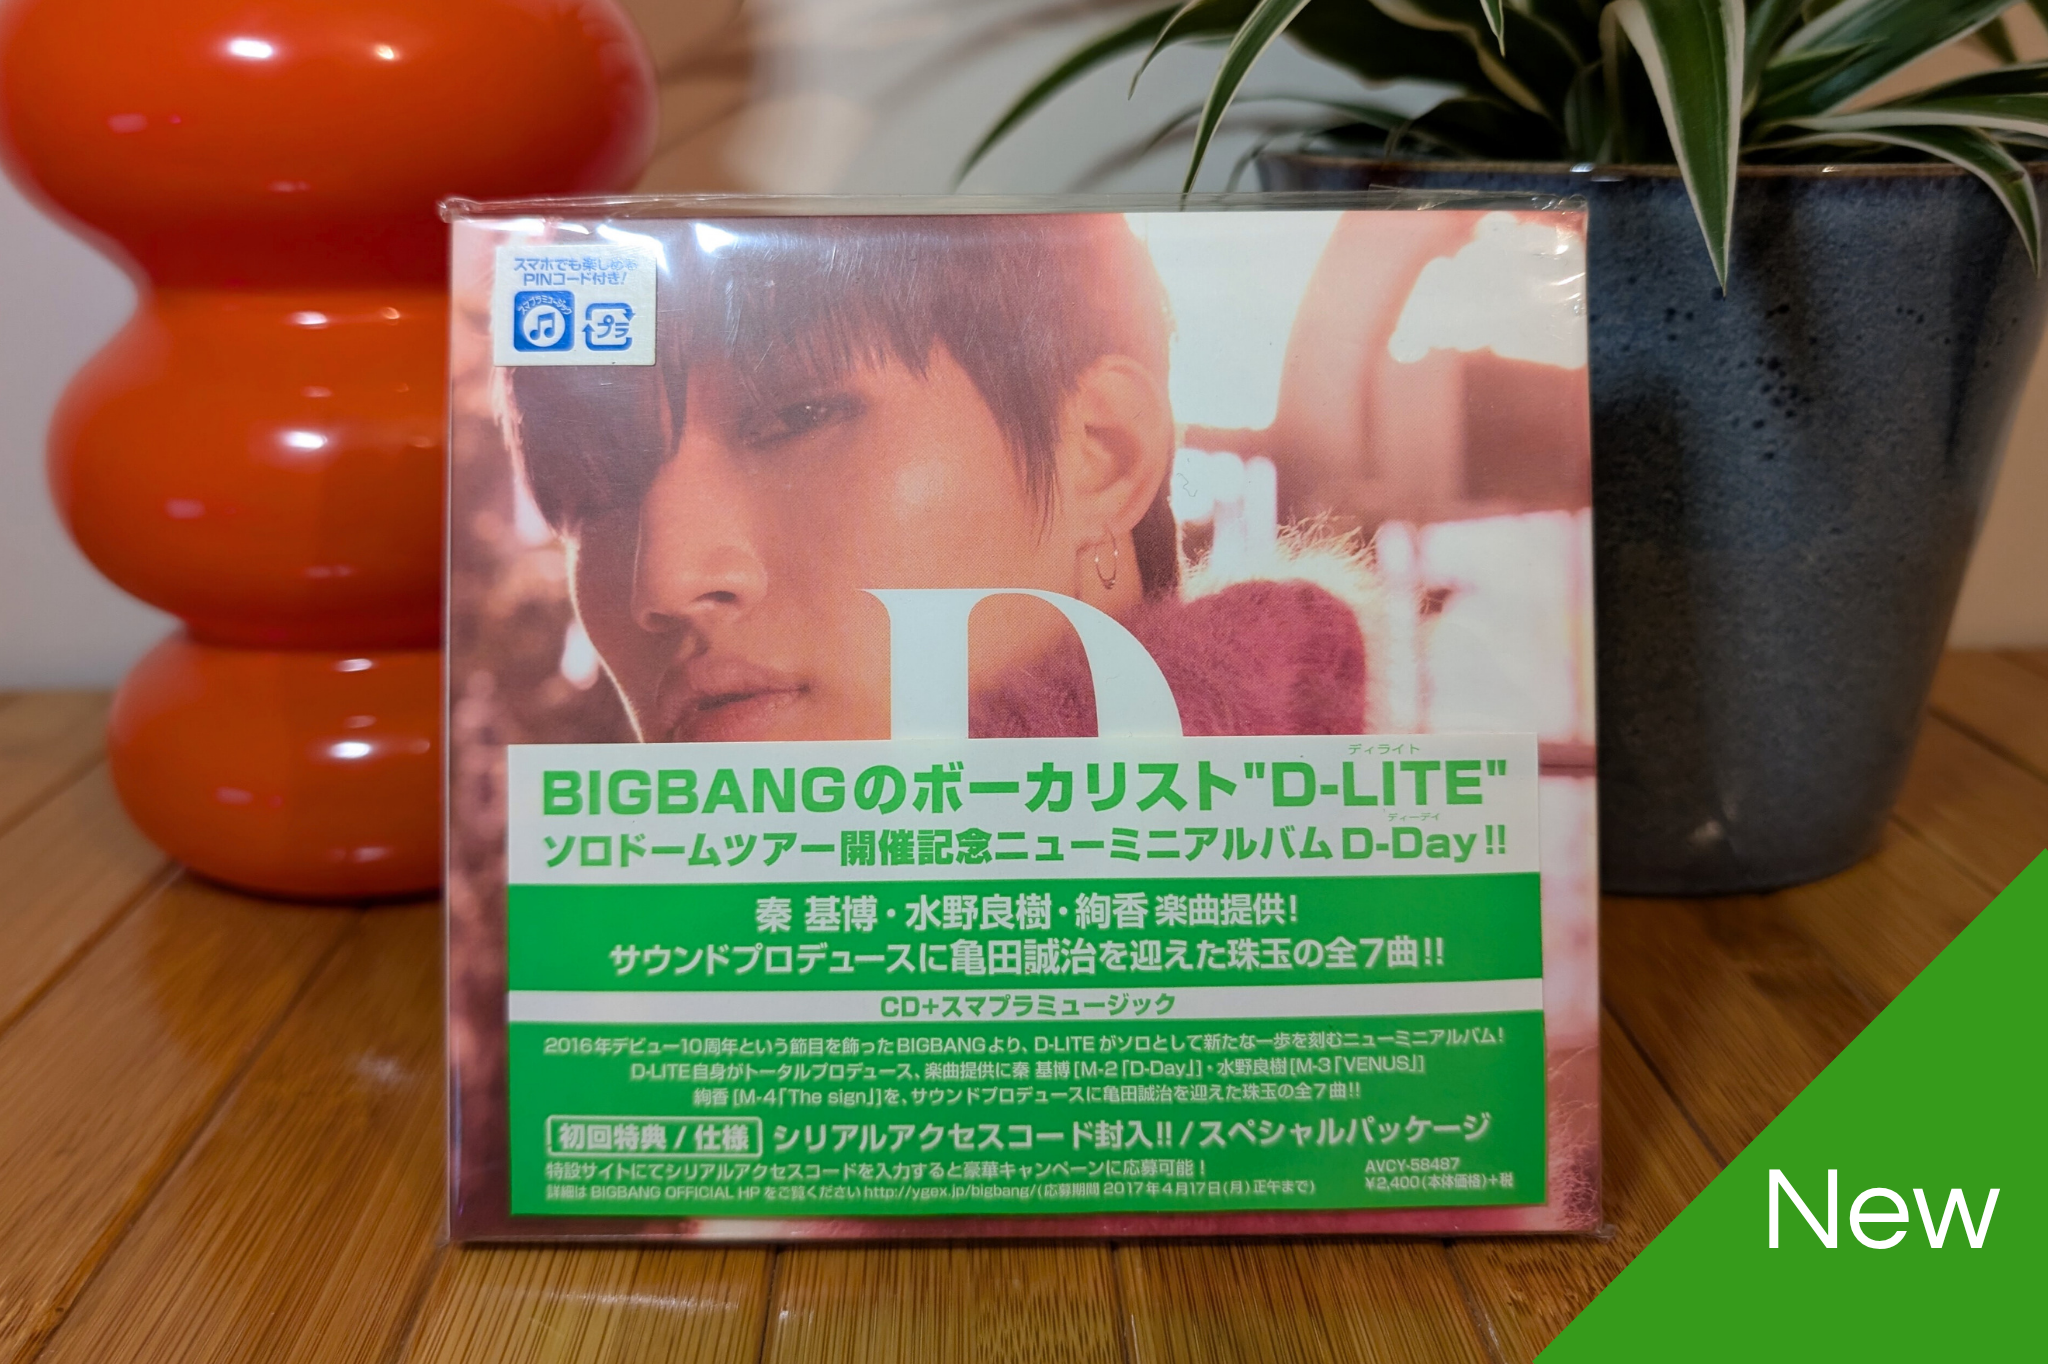 スマホでも楽しめる
PINコード付き!
スマプラミュージック
プラ
D
ディライト
BIGBANGのボーカリスト"D-LITE"
ディーデイ
ソロドームツアー開催記念ニューミニアルバムD-Day!!
秦 基博・水野良樹・絢香 楽曲提供!
サウンドプロデュースに亀田誠治を迎えた珠玉の全7曲!!
CD+スマプラミュージック
2016年デビュー10周年という節目を飾ったBIGBANGより、D-LITEがソロとして新たな一歩を刻むニューミニアルバム!
D-LITE自身がトータルプロデュース、楽曲提供に秦 基博[M-2「D-Day」]・水野良樹[M-3「VENUS」]
絢香[M-4「The sign」]を、サウンドプロデュースに亀田誠治を迎えた珠玉の全7曲!!
初回特典/仕様 シリアルアクセスコード封入!!/スペシャルパッケージ
特設サイトにてシリアルアクセスコードを入力すると豪華キャンペーンに応募可能!
詳細は BIGBANG OFFICIAL HP をご覧ください http://ygex.jp/bigbang/(応募期間 2017年4月17日(月)正午まで)
AVCY-58487
¥2,400(本体価格)+税
New